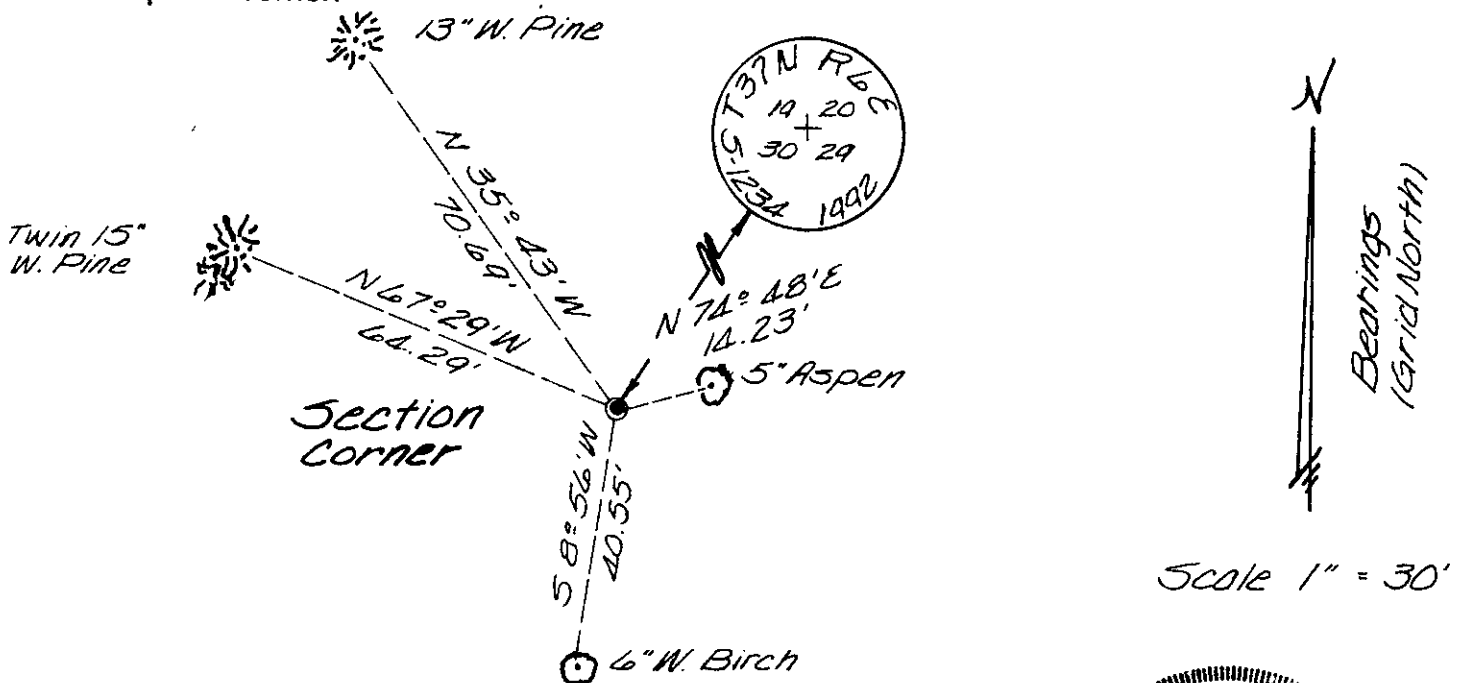 13" W. Pine
T37N R6E
19 20
30 29
S-1234 1992
N
Bearings
(Grid North)
Twin 15"
W. Pine
N 35° 43' W
70.69'
N 67° 29' W
64.29'
N 74° 48' E
14.23'
5" Aspen
Section
Corner
S 8° 56' W
40.55'
6" W. Birch
Scale 1" = 30'